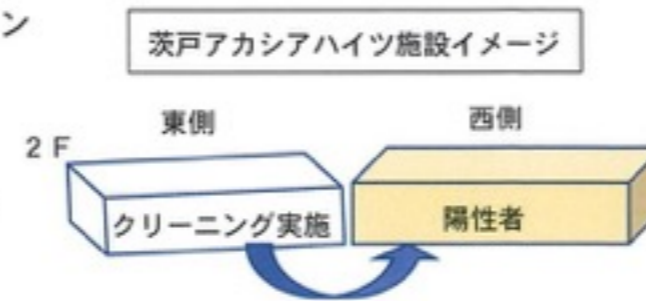 ン
茨戸アカシアハイツ施設イメージ
東側
西側
2F
クリーニング実施
陽性者